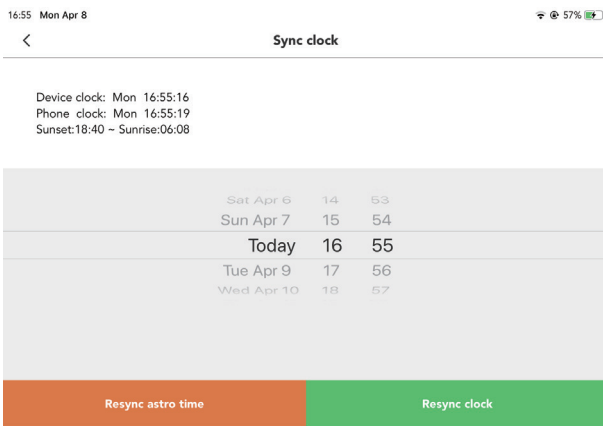 16:55 Mon Apr 8 57%
Sync clock
Device clock: Mon 16:55:16
Phone clock: Mon 16:55:19
Sunset:18:40 ~ Sunrise:06:08
Sat Apr 6 14 53
Sun Apr 7 15 54
Today 16 55
Tue Apr 9 17 56
Wed Apr 10 18 57
Resync astro time Resync clock